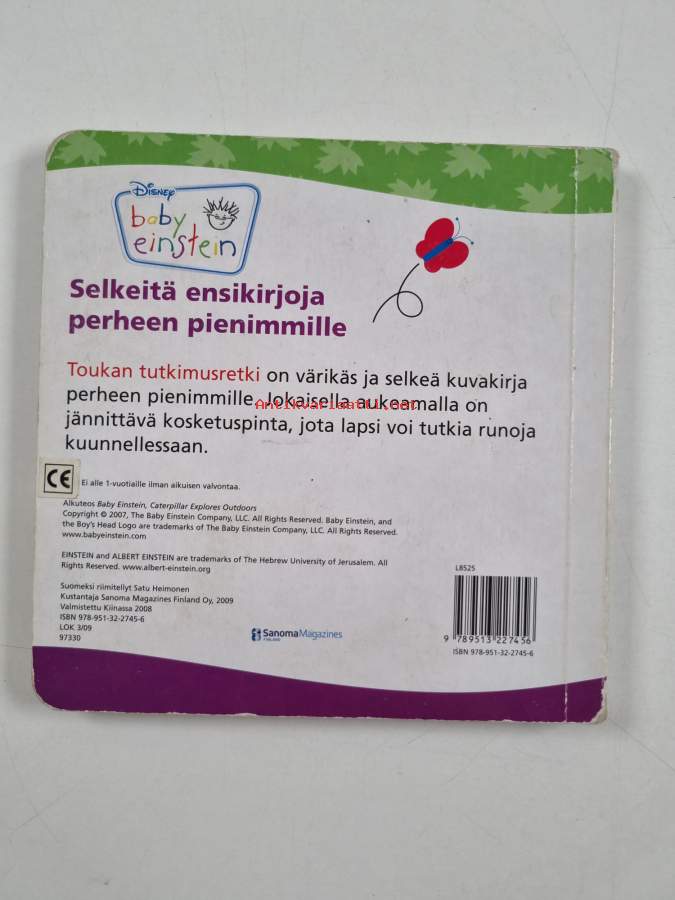 Disney
baby
einstein
Selkeitä ensikirjoja
perheen pienimmille
Toukan tutkimusretki on värikäs ja selkeä kuvakirja
perheen pienimmille. Jokaisella aukeamalla on
Antikvariaatti.net
jännittävä kosketuspinta, jota lapsi voi tutkia runoja
kuunnellessaan.
CE
Ei alle 1-vuotiaille ilman aikuisen valvontaa.
Alkuteos Baby Einstein, Caterpillar Explores Outdoors
Copyright © 2007, The Baby Einstein Company, LLC. All Rights Reserved. Baby Einstein, and
the Boy's Head Logo are trademarks of The Baby Einstein Company, LLC. All Rights Reserved.
www.babyeinstein.com
EINSTEIN and ALBERT EINSTEIN are trademarks of The Hebrew University of Jerusalem. All
Rights Reserved. www.albert-einstein.org
Suomeksi riimitellyt Satu Heimonen
Kustantaja Sanoma Magazines Finland Oy, 2009
Valmistettu Kiinassa 2008
ISBN 978-951-32-2745-6
LOK 3/09
97330
SanomaMagazines
FINLAND
L8525
9 789513 227456
ISBN 978-951-32-2745-6